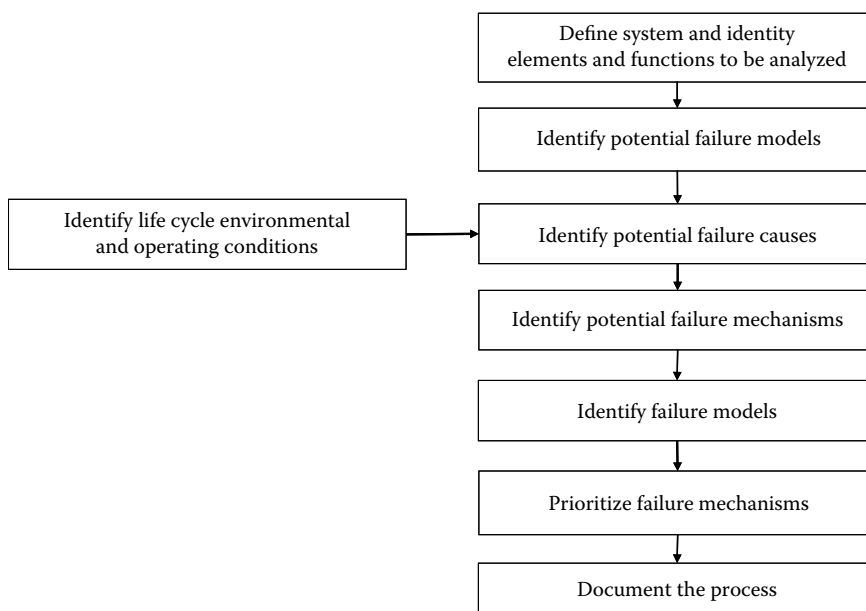 Define system and identity
elements and functions to be analyzed
Identify potential failure models
Identify life cycle environmental
and operating conditions
Identify potential failure causes
Identify potential failure mechanisms
Identify failure models
Prioritize failure mechanisms
Document the process